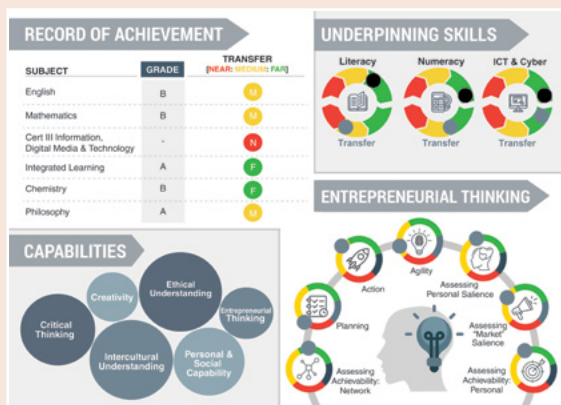 RECORD OF ACHIEVEMENT
SUBJECT GRADE TRANSFER
[NEAR: MEDIUM: FAR]
English B M
Mathematics B M
Cert III Information,
Digital Media & Technology - N
Integrated Learning A F
Chemistry B F
Philosophy A M
UNDERPINNING SKILLS
Literacy Numeracy ICT & Cyber
Transfer Transfer Transfer
CAPABILITIES
Critical
Thinking
Creativity
Ethical
Understanding
Intercultural
Understanding
Personal &
Social
Capability
Entrepreneurial
Thinking
ENTREPRENEURIAL THINKING
Assessing
Achievability:
Network
Planning
Action
Agility
Assessing
Personal Salience
Assessing
"Market"
Salience
Assessing
Achievability:
Personal